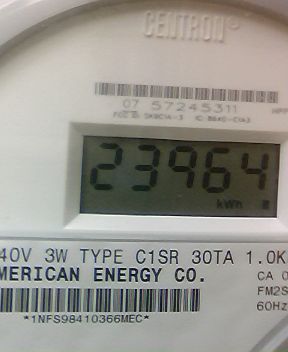 CENTRON®
07 57245311
23964
kWh
40V 3W TYPE C1SR 30TA 1.0K
MERICAN ENERGY CO.
CA 0
FM2S
60Hz
*1NFS98410366MEC*